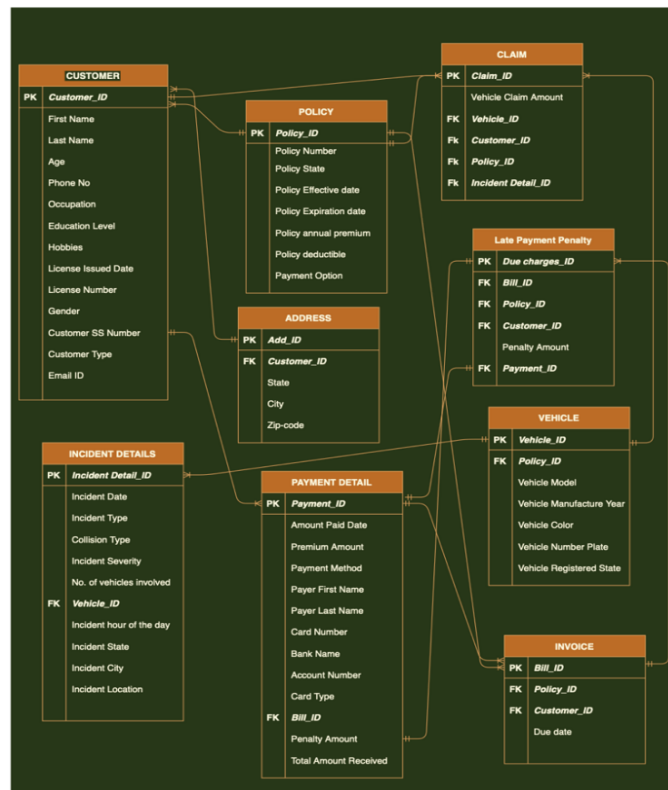 CUSTOMER
PK Customer_ID
First Name
Last Name
Age
Phone No
Occupation
Education Level
Hobbies
License Issued Date
License Number
Gender
Customer SS Number
Customer Type
Email ID
POLICY
PK Policy_ID
Policy Number
Policy State
Policy Effective date
Policy Expiration date
Policy annual premium
Policy deductible
Payment Option
CLAIM
PK Claim_ID
Vehicle Claim Amount
FK Vehicle_ID
Fk Customer_ID
Fk Policy_ID
Fk Incident Detail_ID
Late Payment Penalty
PK Due charges_ID
FK Bill_ID
FK Policy_ID
FK Customer_ID
Penalty Amount
FK Payment_ID
ADDRESS
PK Add_ID
FK Customer_ID
State
City
Zip-code
VEHICLE
PK Vehicle_ID
FK Policy_ID
Vehicle Model
Vehicle Manufacture Year
Vehicle Color
Vehicle Number Plate
Vehicle Registered State
INCIDENT DETAILS
PK Incident Detail_ID
Incident Date
Incident Type
Collision Type
Incident Severity
No. of vehicles involved
FK Vehicle_ID
Incident hour of the day
Incident State
Incident City
Incident Location
PAYMENT DETAIL
PK Payment_ID
Amount Paid Date
Premium Amount
Payment Method
Payer First Name
Payer Last Name
Card Number
Bank Name
Account Number
Card Type
FK Bill_ID
Penalty Amount
Total Amount Received
INVOICE
PK Bill_ID
FK Policy_ID
FK Customer_ID
Due date